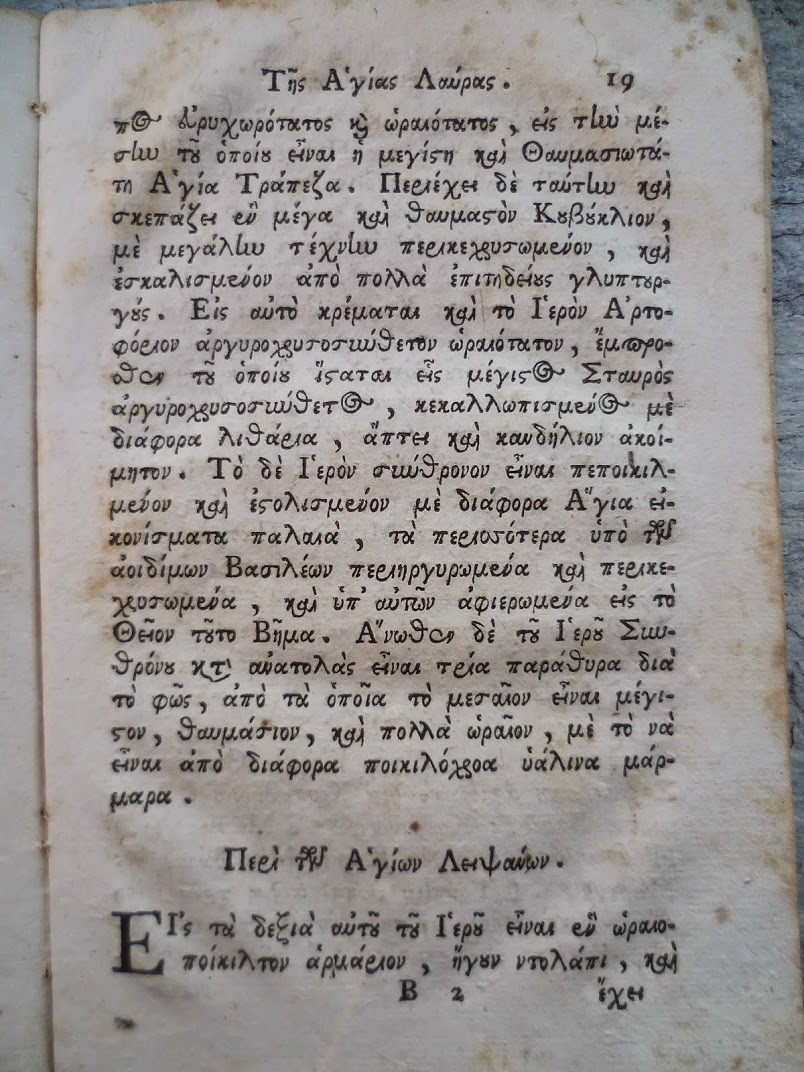 Τῆς Ἁγίας Λαύρας. 19
πος εὐρυχωρότατος καὶ ὡραιότατος, εἰς τὴν μέ-
σην τοῦ ὁποίου εἶναι ἡ μεγίστη καὶ Θαυμασιωτά-
τη Ἁγία Τράπεζα. Περιέχει δὲ ταύτην καὶ
σκεπάζει ἓν μέγα καὶ θαυμαστὸν Κουβούκλιον,
μὲ μεγάλην τέχνην περικεχρυσωμένον, καὶ
ἐσκαλισμένον ἀπὸ πολλὰ ἐπιτηδείους γλυπτουρ-
γούς. Εἰς αὐτὸ κρέμαται καὶ τὸ Ἱερὸν Ἀρτο-
φόριον ἀργυροχρυσοσύνθετον ὡραιότατον, ἔμπρο-
σθεν τοῦ ὁποίου ἵσταται εἷς μέγιστος Σταυρὸς
ἀργυροχρυσοσύνθετος, κεκαλλωπισμένος μὲ
διάφορα λιθάρια, ἅπτει καὶ κανδήλιον ἀκοί-
μητον. Τὸ δὲ Ἱερὸν σύνθρονον εἶναι πεποικιλ-
μένον καὶ ἐστολισμένον μὲ διάφορα Ἅγια εἰ-
κονίσματα παλαιὰ, τὰ περισσότερα ὑπὸ τῶν
ἀοιδίμων Βασιλέων περιηργυρωμένα καὶ περικε-
χρυσωμένα, καὶ ὑπ' αὐτῶν ἀφιερωμένα εἰς τὸ
Θεῖον τοῦτο Βῆμα. Ἄνωθεν δὲ τοῦ Ἱεροῦ Συν-
θρόνου κατ' ἀνατολὰς εἶναι τρία παράθυρα διὰ
τὸ φῶς, ἀπὸ τὰ ὁποῖα τὸ μεσαῖον εἶναι μέγι-
στον, θαυμάσιον, καὶ πολλὰ ὡραῖον, μὲ τὸ νὰ
εἶναι ἀπὸ διάφορα ποικιλόχροα ὑάλινα μάρ-
μαρα.
Περὶ τῶν Ἁγίων Λειψάνων.
ΕἸς τὰ δεξιὰ αὐτοῦ τοῦ Ἱεροῦ εἶναι ἓν ὡραιο-
ποίκιλτον ἁρμάριον, ἤγουν ντολάπι, καὶ
Β 2 ἔχει